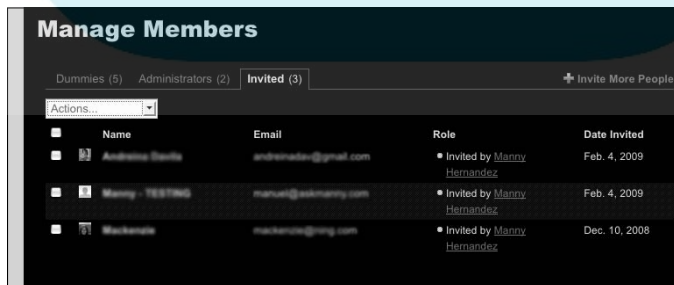 Manage Members
Dummies (5) Administrators (2) Invited (3) Invite More People
Actions...
Name Email Role Date Invited
Invited by Manny Feb. 4, 2009
Hernandez
Invited by Manny Feb. 4, 2009
Hernandez
Invited by Manny Dec. 10, 2008
Hernandez